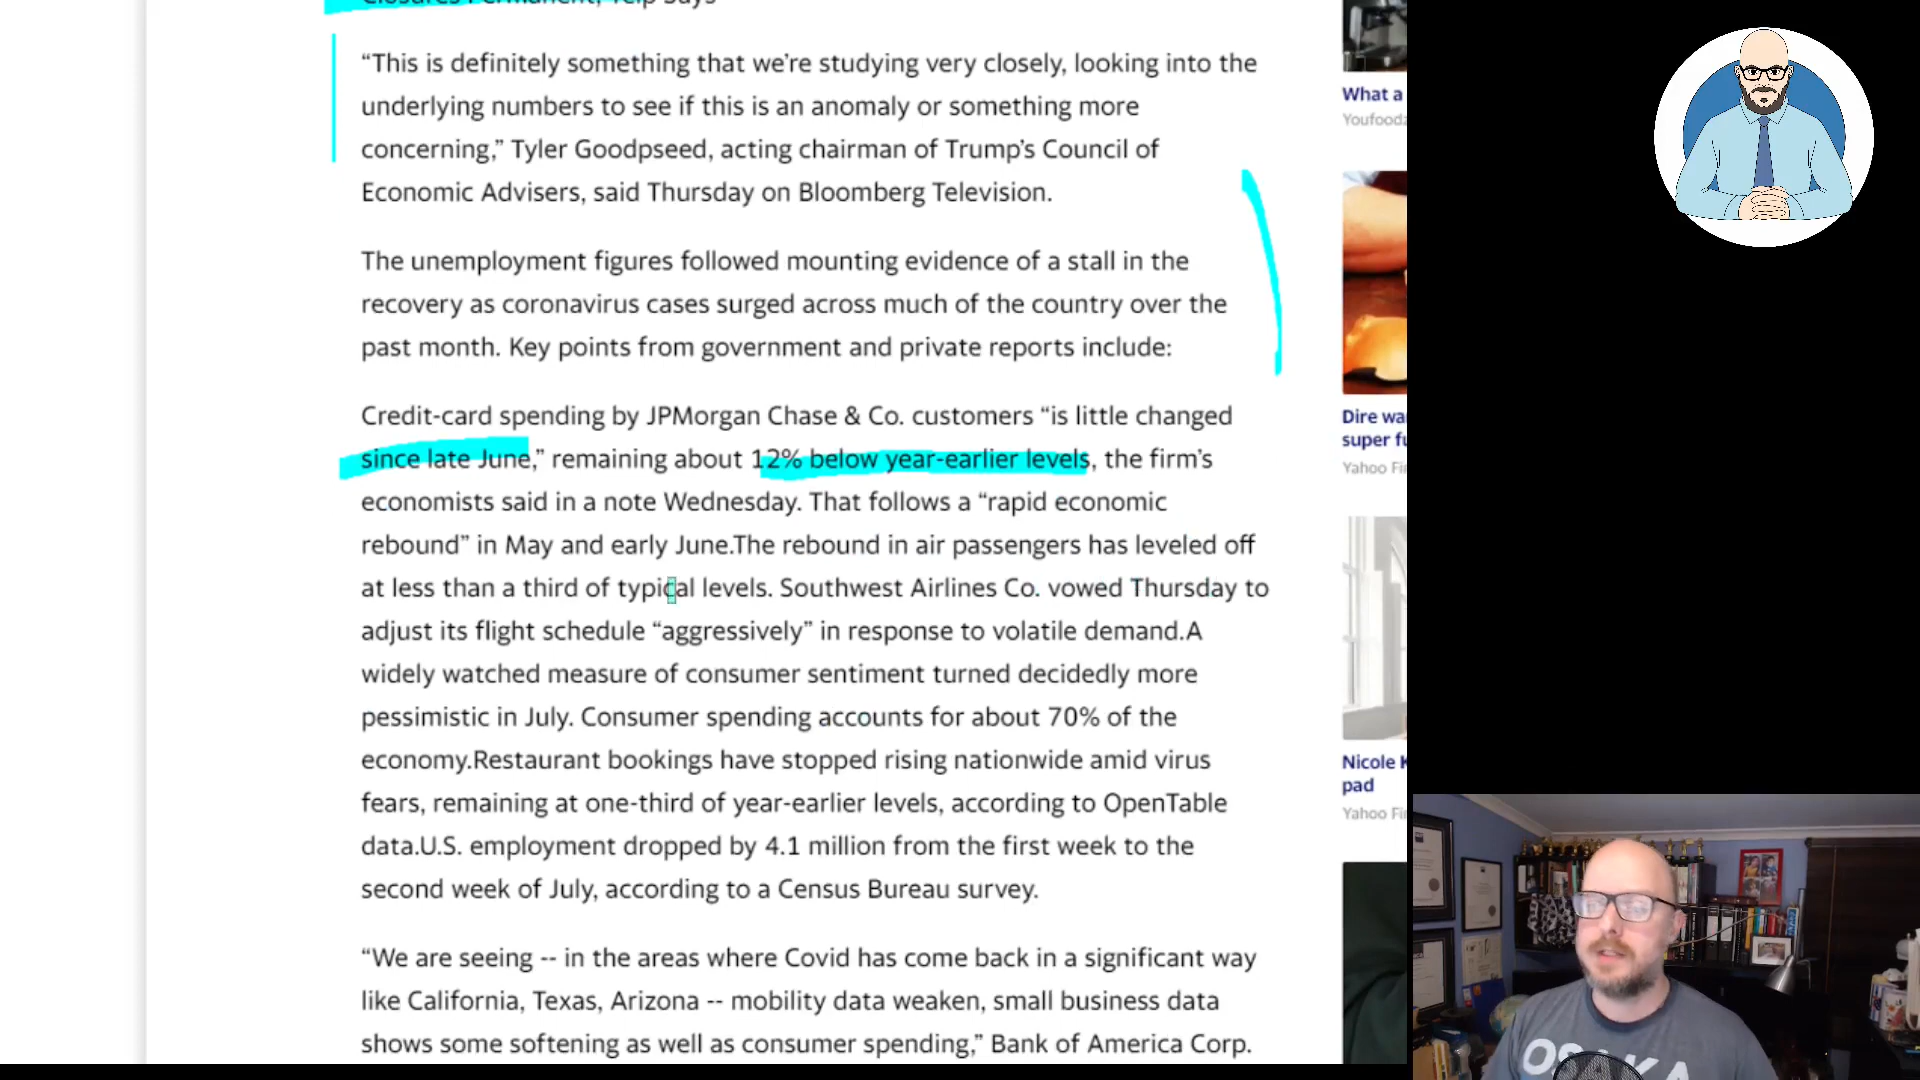 Closures Permanent, Yelp Says
“This is definitely something that we’re studying very closely, looking into the
underlying numbers to see if this is an anomaly or something more
concerning,” Tyler Goodpseed, acting chairman of Trump’s Council of
Economic Advisers, said Thursday on Bloomberg Television.
The unemployment figures followed mounting evidence of a stall in the
recovery as coronavirus cases surged across much of the country over the
past month. Key points from government and private reports include:
Credit-card spending by JPMorgan Chase & Co. customers “is little changed
since late June,” remaining about 12% below year-earlier levels, the firm’s
economists said in a note Wednesday. That follows a “rapid economic
rebound” in May and early June.The rebound in air passengers has leveled off
at less than a third of typical levels. Southwest Airlines Co. vowed Thursday to
adjust its flight schedule “aggressively” in response to volatile demand.A
widely watched measure of consumer sentiment turned decidedly more
pessimistic in July. Consumer spending accounts for about 70% of the
economy.Restaurant bookings have stopped rising nationwide amid virus
fears, remaining at one-third of year-earlier levels, according to OpenTable
data.U.S. employment dropped by 4.1 million from the first week to the
second week of July, according to a Census Bureau survey.
“We are seeing -- in the areas where Covid has come back in a significant way
like California, Texas, Arizona -- mobility data weaken, small business data
shows some softening as well as consumer spending,” Bank of America Corp.
What a
Youfoodz
Dire wa
super fu
Yahoo Fi
Nicole K
pad
Yahoo Fi
OSAKA